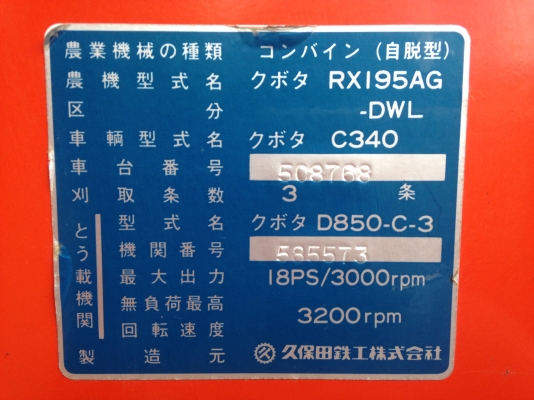 農業機械の種類 コンバイン(自脱型)
農機型式名 クボタ RX195AG
区分 -DWL
車輌型式名 クボタ C340
車台番号 508768
刈取条数 3 条
とう載機関
型式名 クボタ D850-C-3
機関番号 585573
最大出力 18PS/3000rpm
無負荷最高
回転速度 3200rpm
製造元 久保田鉄工株式会社